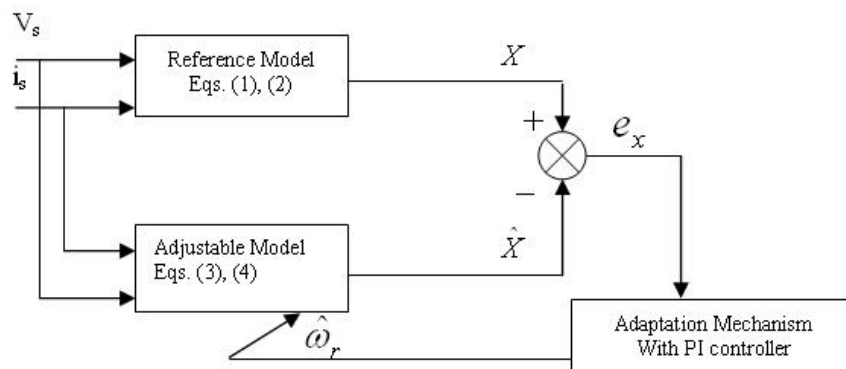 V_s
i_s
Reference Model
Eqs. (1), (2)
X
+
e_x
−
Adjustable Model
Eqs. (3), (4)
X̂
ω̂_r
Adaptation Mechanism
With PI controller